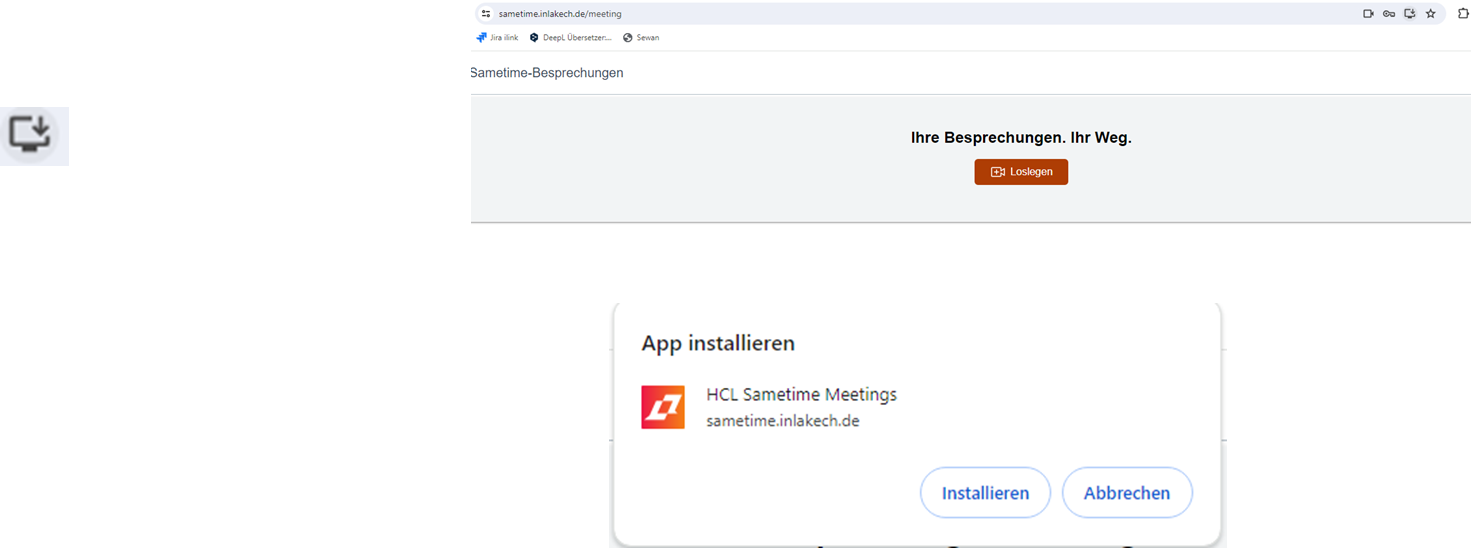 sametime.inlakech.de/meeting
Jira ilink DeepL Übersetzer:... Sewan
Sametime-Besprechungen
Ihre Besprechungen. Ihr Weg.
Loslegen
App installieren
HCL Sametime Meetings
sametime.inlakech.de
Installieren Abbrechen